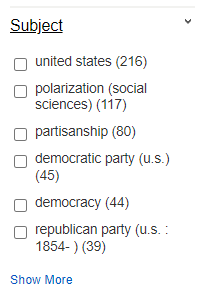 Subject
united states (216)
polarization (social
sciences) (117)
partisanship (80)
democratic party (u.s.)
(45)
democracy (44)
republican party (u.s. :
1854- ) (39)
Show More